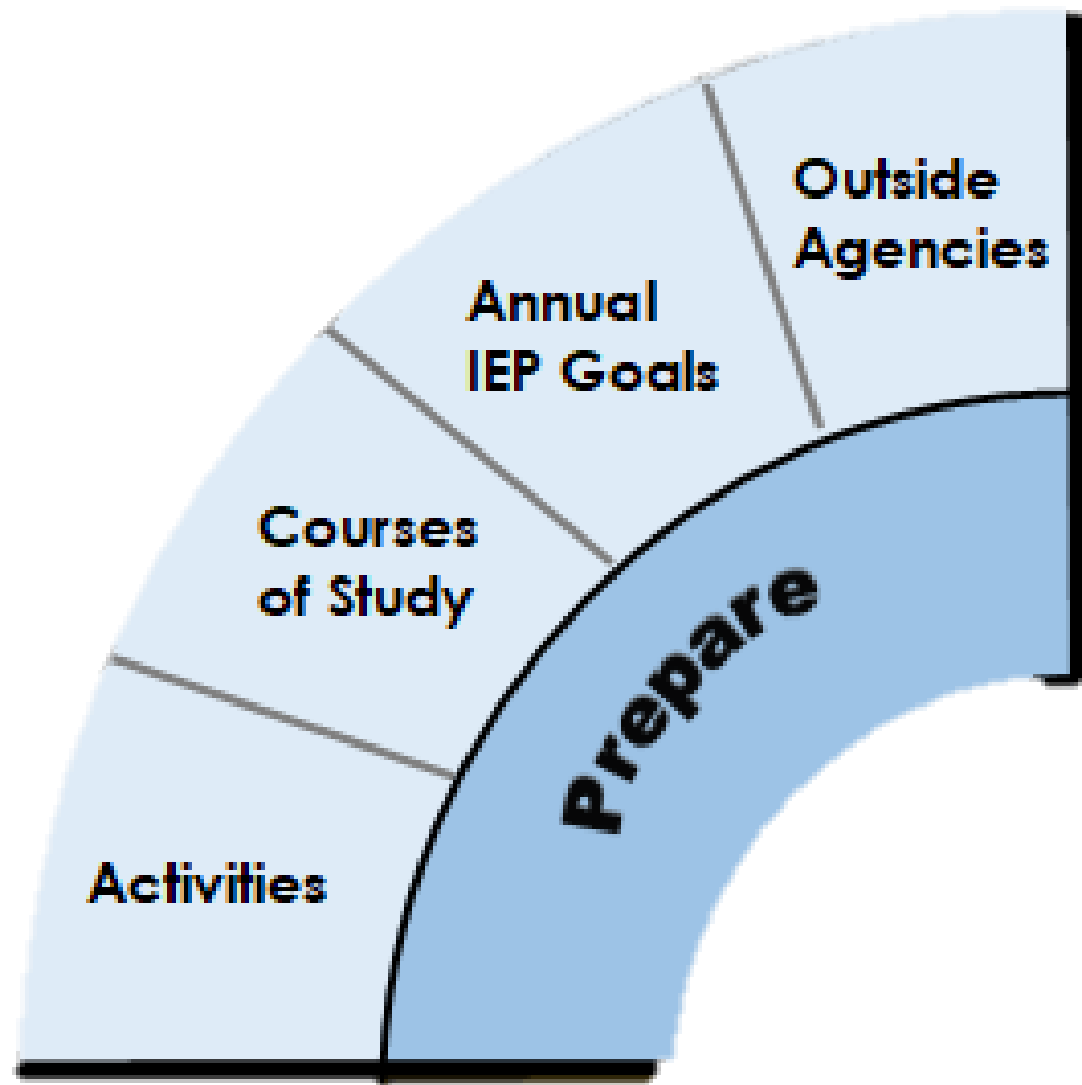 Outside
Agencies
Annual
IEP Goals
Courses
of Study
Activities
Prepare